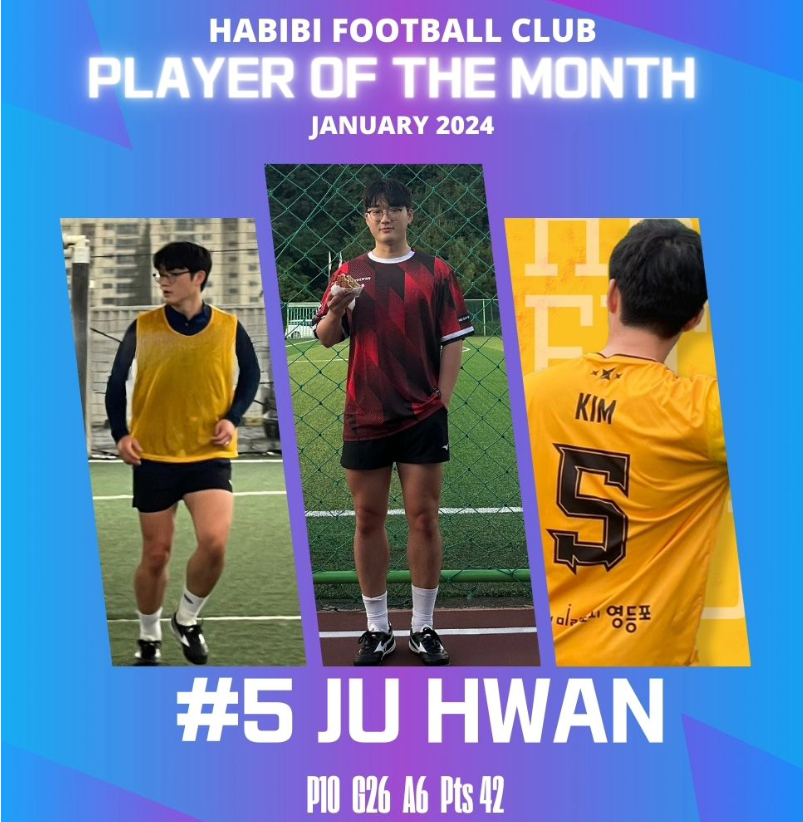 HABIBI FOOTBALL CLUB
PLAYER OF THE MONTH
JANUARY 2024
KIM
5
영등포
#5 JU HWAN
P10 G26 A6 Pts 42